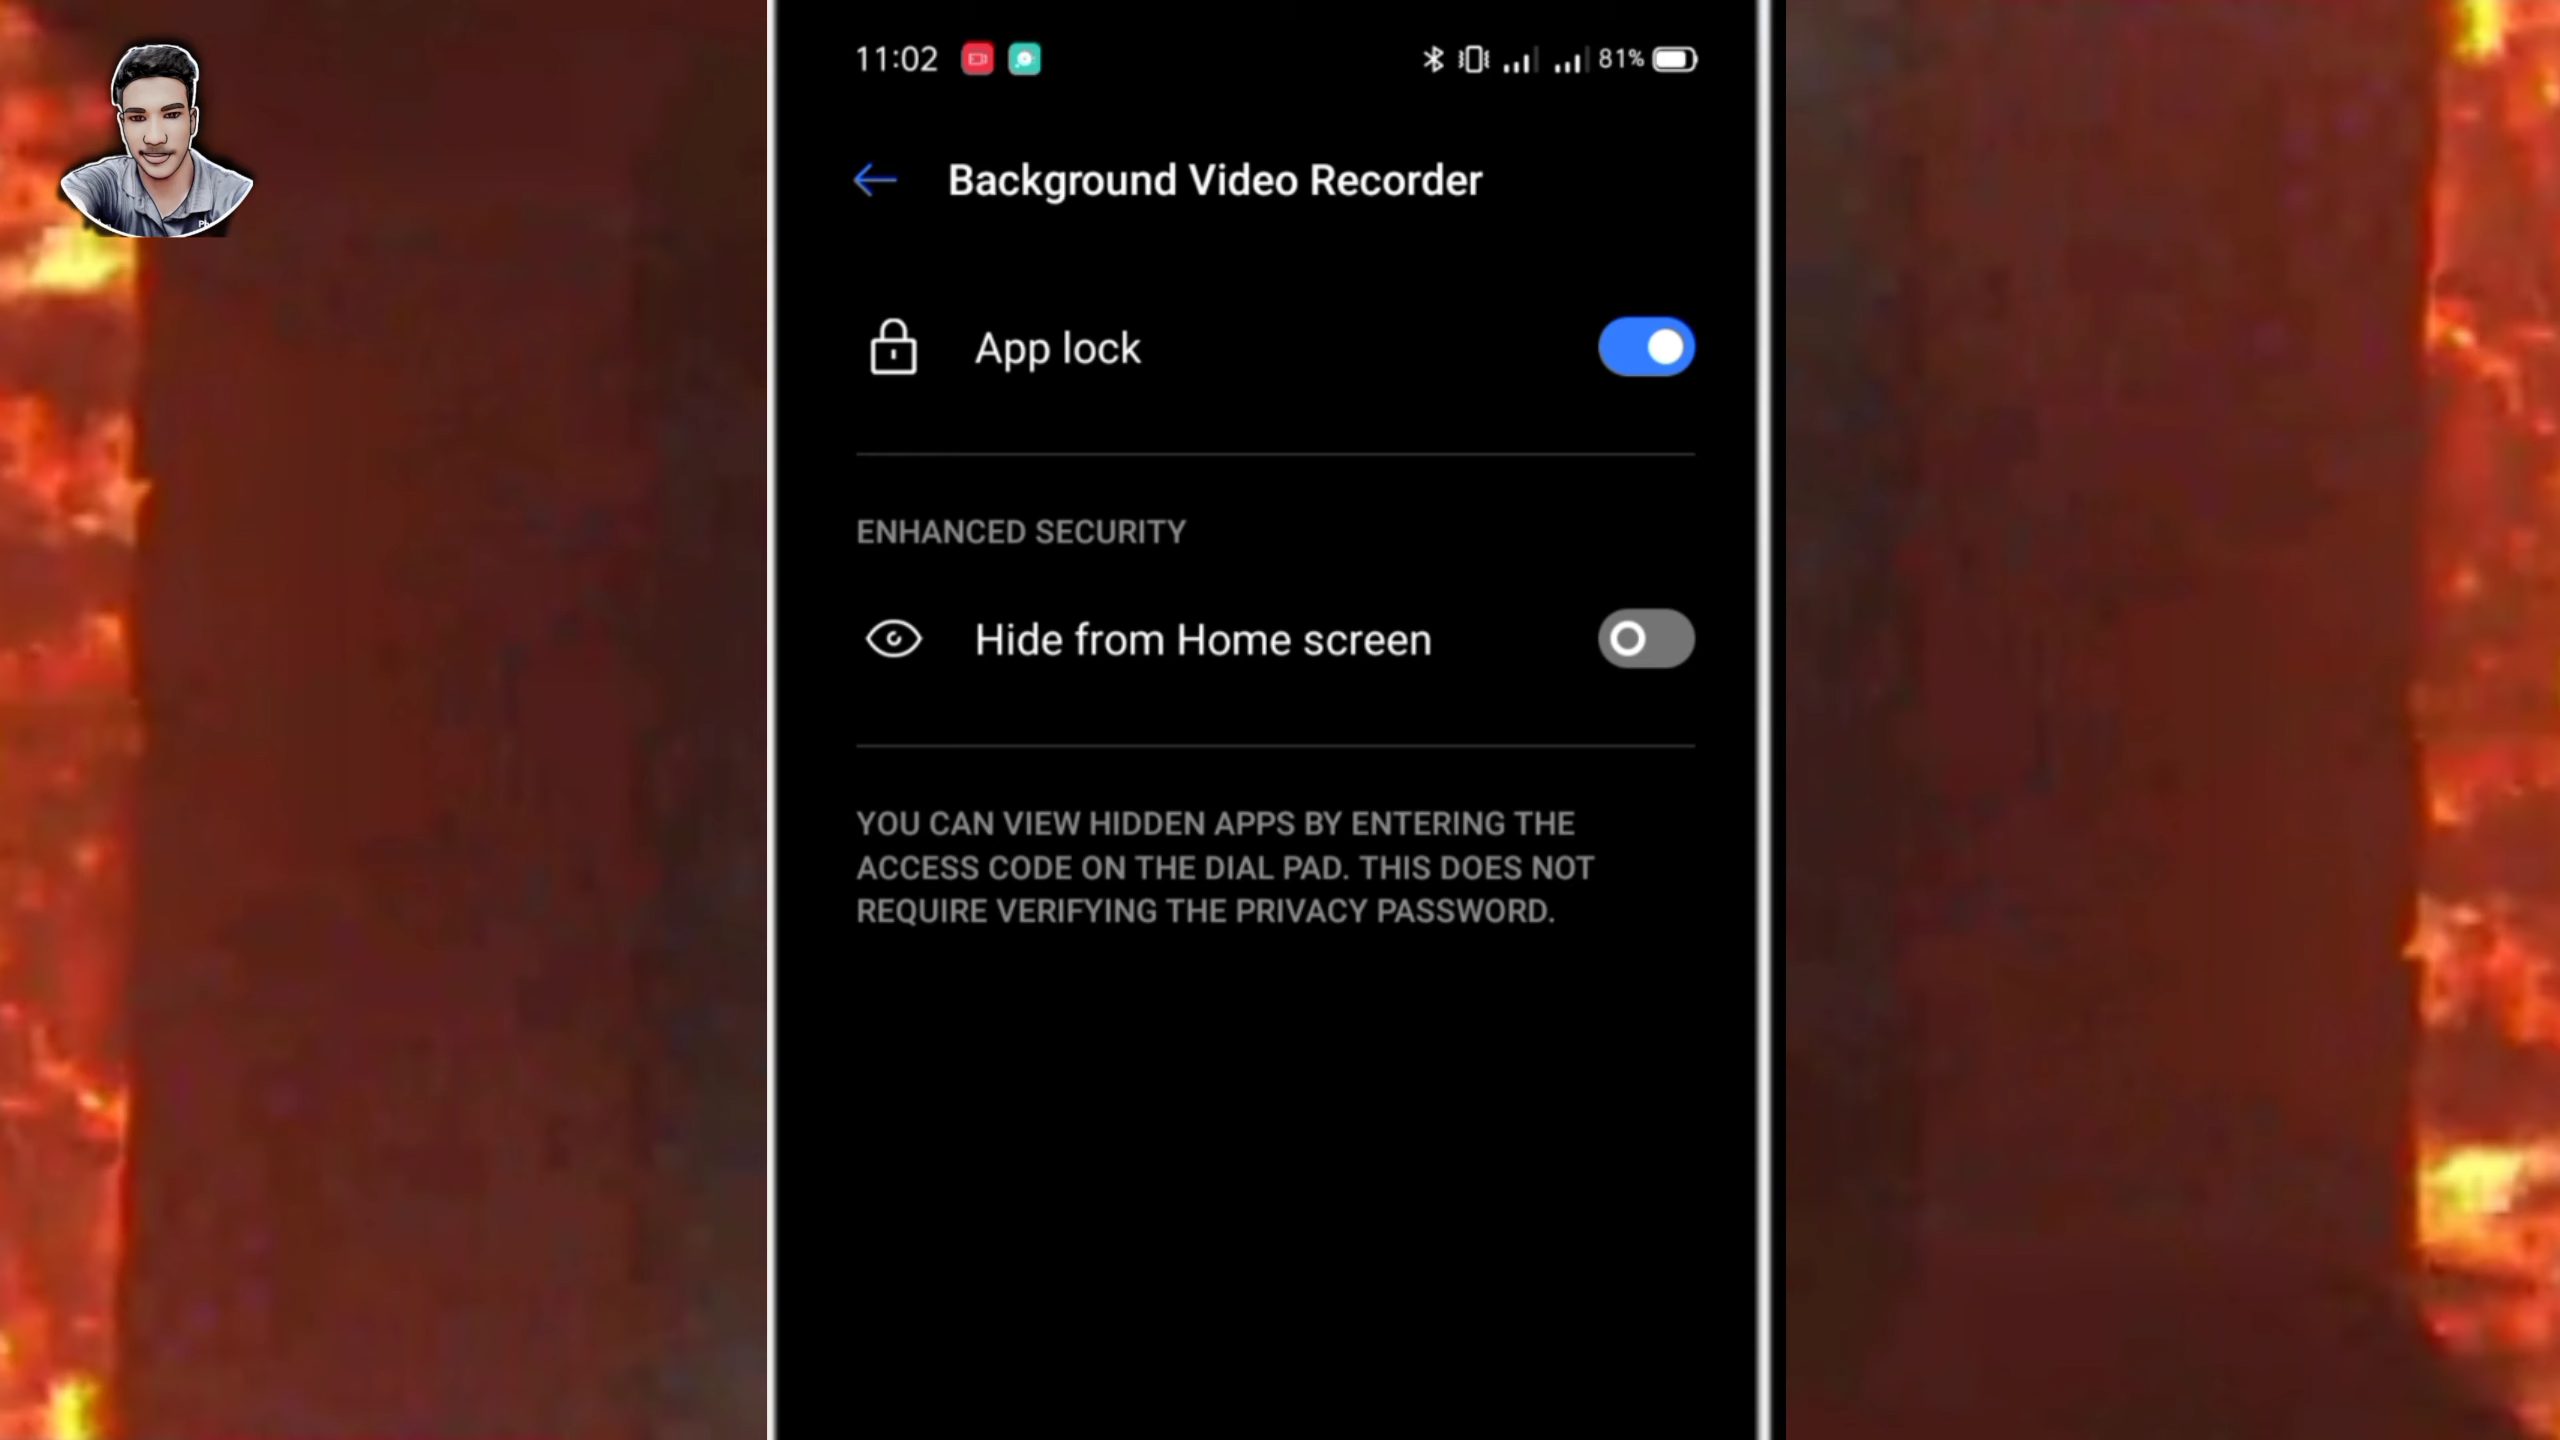 11:02 81%
Background Video Recorder
App lock
ENHANCED SECURITY
Hide from Home screen
YOU CAN VIEW HIDDEN APPS BY ENTERING THE
ACCESS CODE ON THE DIAL PAD. THIS DOES NOT
REQUIRE VERIFYING THE PRIVACY PASSWORD.